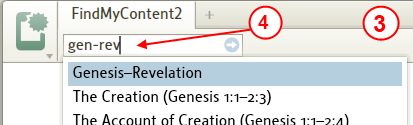 FindMyContent2 +
3
4
gen-rev
Genesis–Revelation
The Creation (Genesis 1:1–2:3)
The Account of Creation (Genesis 1:1–2:4)